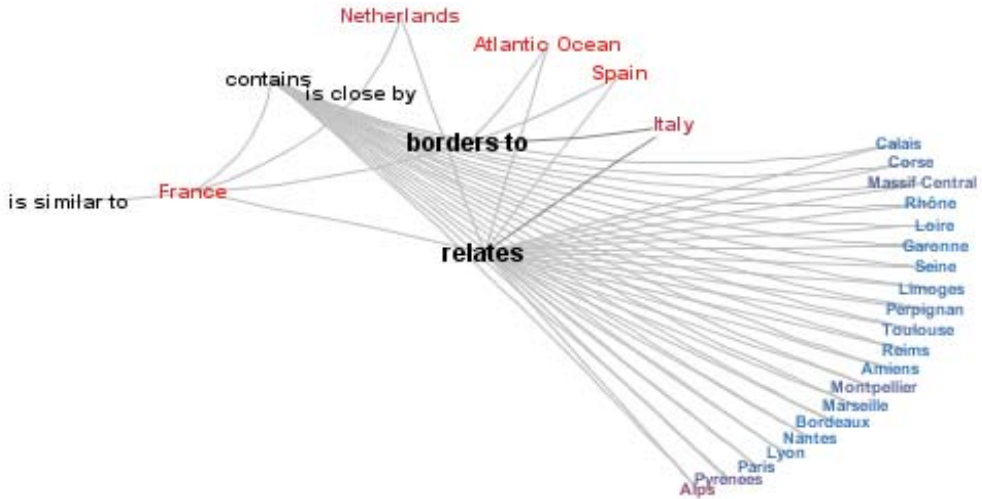 Netherlands
Atlantic Ocean
Spain
contains
is close by
Italy
borders to
Calais
Corse
Massif Central
is similar to
France
Rhône
Loire
relates
Garonne
Seine
Limoges
Perpignan
Toulouse
Reims
Amiens
Montpellier
Marseille
Bordeaux
Nantes
Lyon
Paris
Pyrenees
Alps